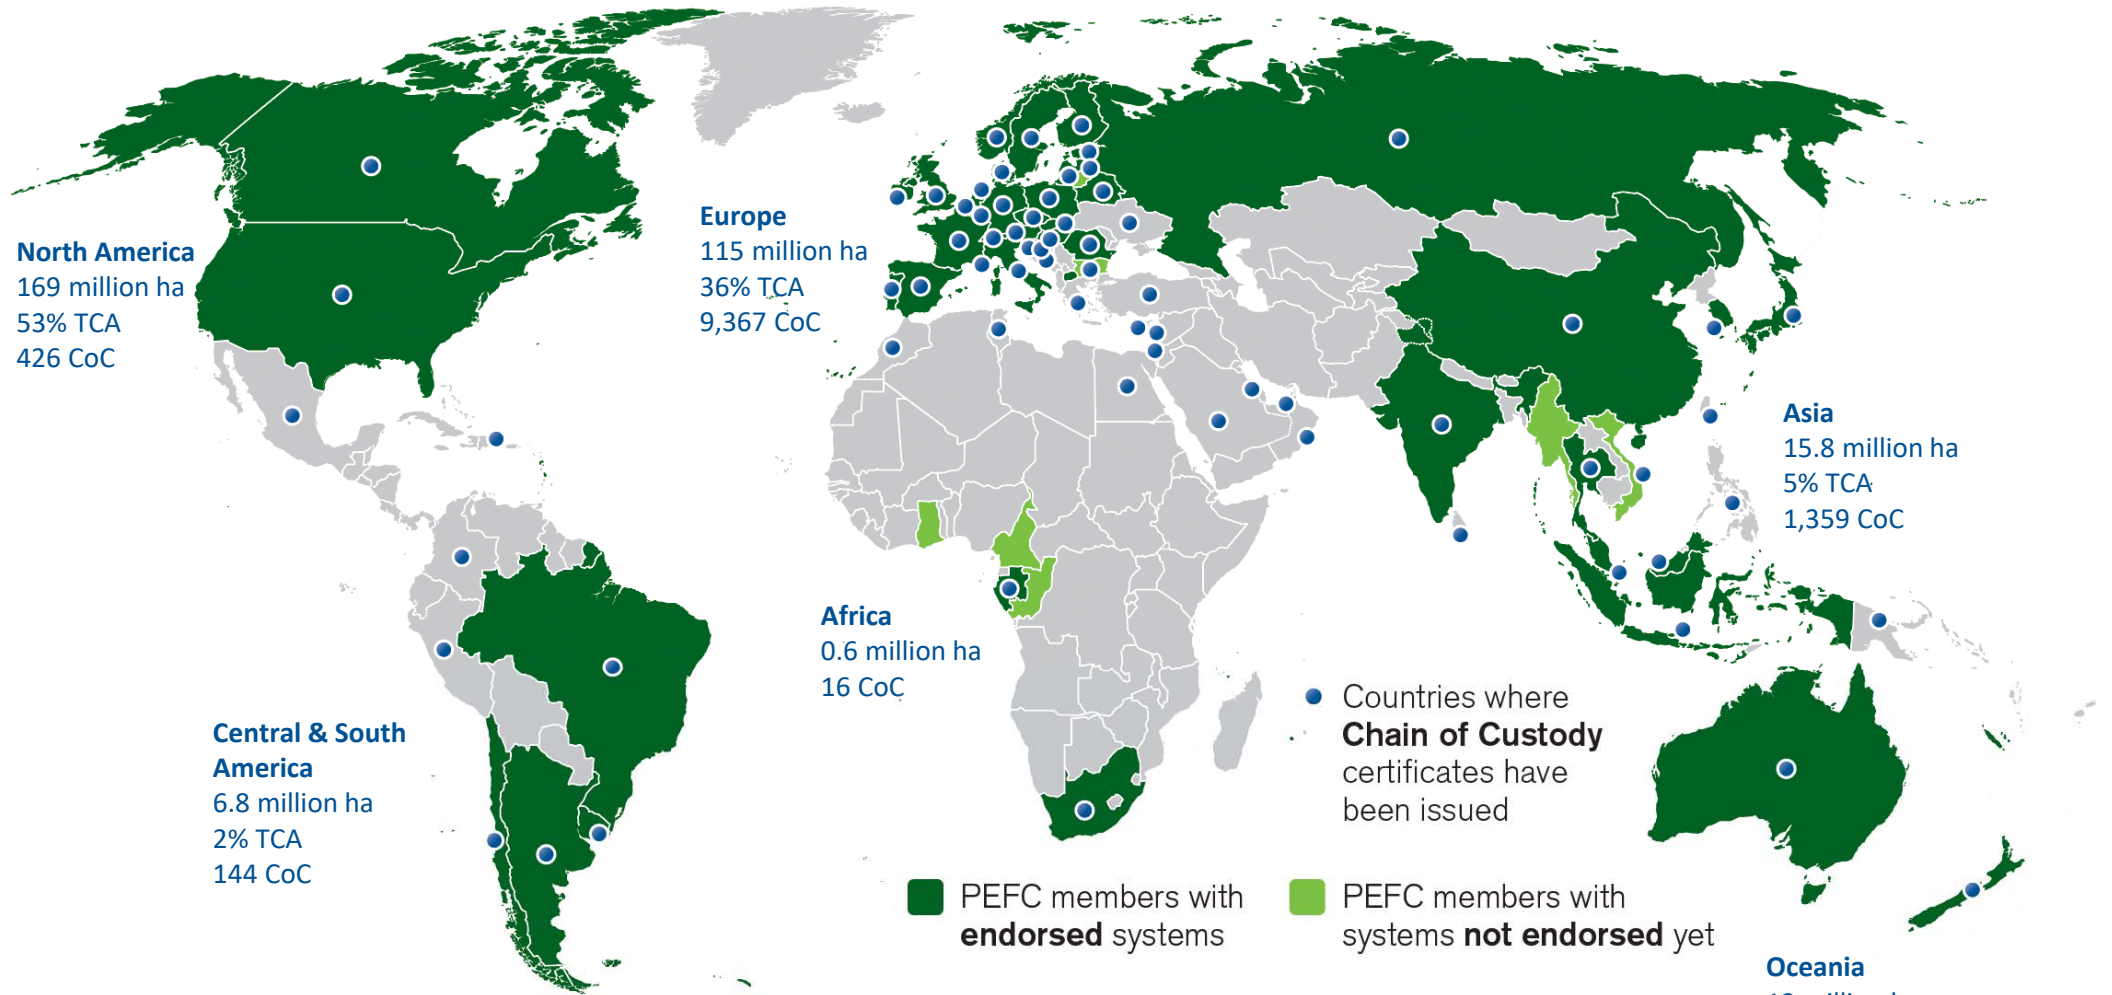 North America
169 million ha
53% TCA
426 CoC
Europe
115 million ha
36% TCA
9,367 CoC
Asia
15.8 million ha
5% TCA
1,359 CoC
Africa
0.6 million ha
16 CoC
Central & South
America
6.8 million ha
2% TCA
144 CoC
Countries where
Chain of Custody
certificates have
been issued
PEFC members with
endorsed systems
PEFC members with
systems not endorsed yet
Oceania